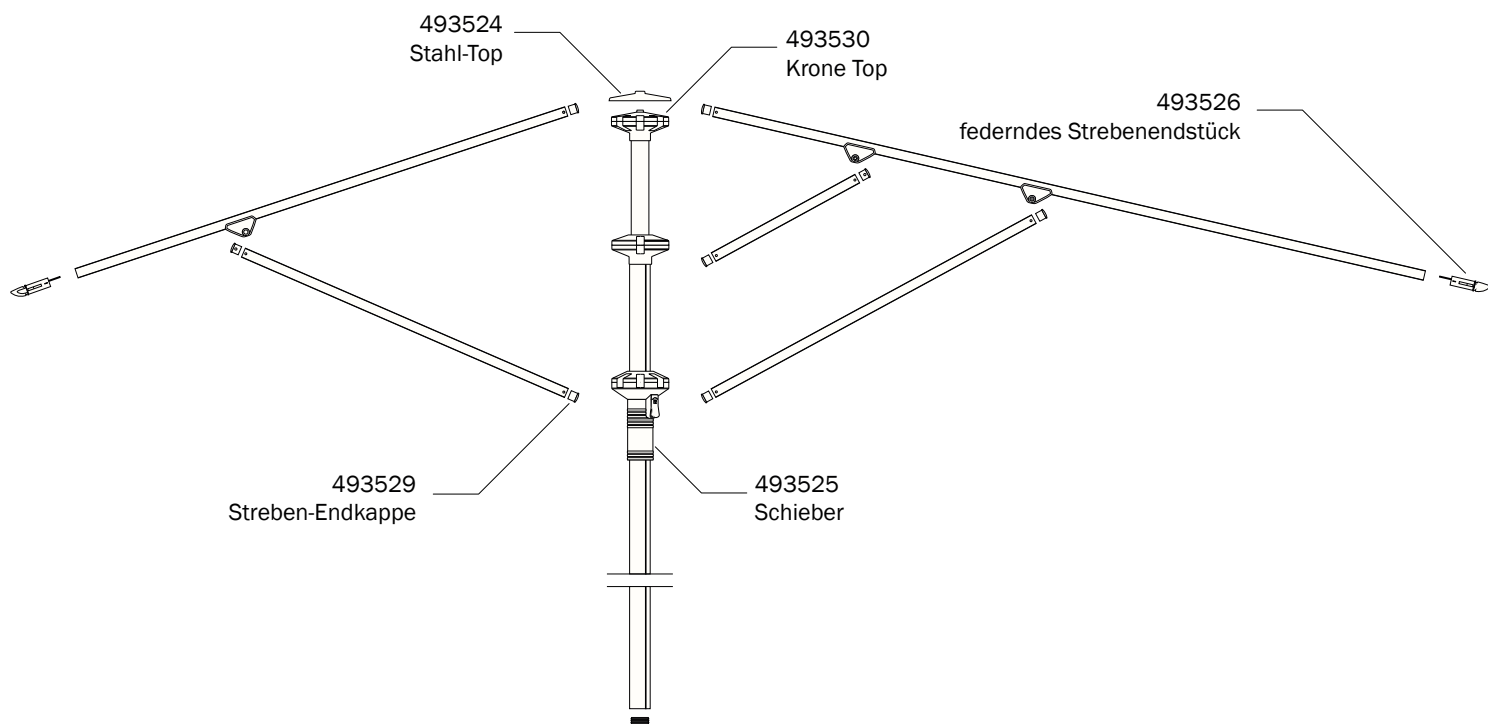 493524
Stahl-Top
493530
Krone Top
493526
federndes Strebenendstück
493529
Streben-Endkappe
493525
Schieber